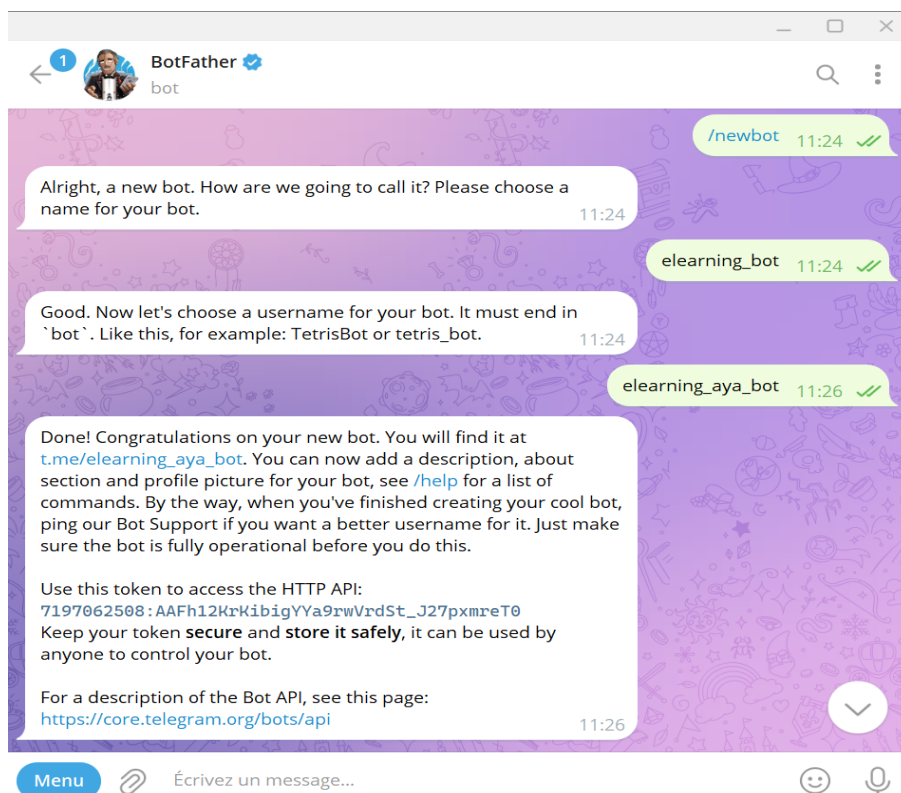 1
BotFather
bot
/newbot 11:24
Alright, a new bot. How are we going to call it? Please choose a
name for your bot.
11:24
elearning_bot 11:24
Good. Now let's choose a username for your bot. It must end in
`bot`. Like this, for example: TetrisBot or tetris_bot.
11:24
elearning_aya_bot 11:26
Done! Congratulations on your new bot. You will find it at
t.me/elearning_aya_bot. You can now add a description, about
section and profile picture for your bot, see /help for a list of
commands. By the way, when you've finished creating your cool bot,
ping our Bot Support if you want a better username for it. Just make
sure the bot is fully operational before you do this.
Use this token to access the HTTP API:
7197062508:AAFh12KrKibigYYa9rwVrdSt_J27pxmreT0
Keep your token secure and store it safely, it can be used by
anyone to control your bot.
For a description of the Bot API, see this page:
https://core.telegram.org/bots/api
11:26
Menu
Écrivez un message...